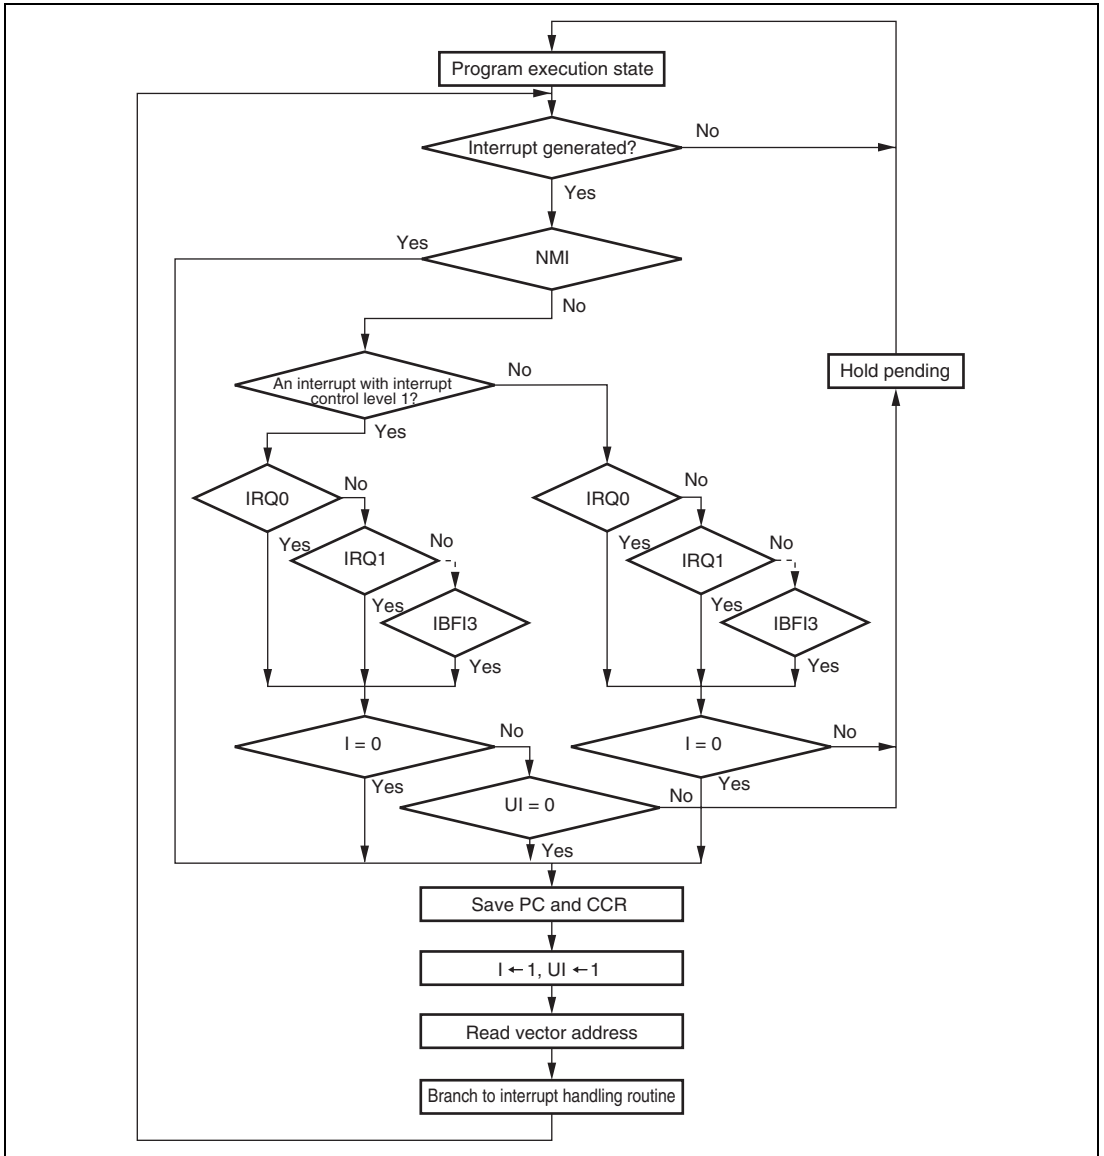 Program execution state
Interrupt generated?
No
Yes
NMI
Yes
No
An interrupt with interrupt
control level 1?
No
Yes
Hold pending
IRQ0
No
Yes
IRQ1
No
Yes
IBFI3
Yes
IRQ0
No
Yes
IRQ1
No
Yes
IBFI3
Yes
I = 0
No
Yes
UI = 0
No
Yes
I = 0
No
Yes
Save PC and CCR
I ← 1, UI ← 1
Read vector address
Branch to interrupt handling routine